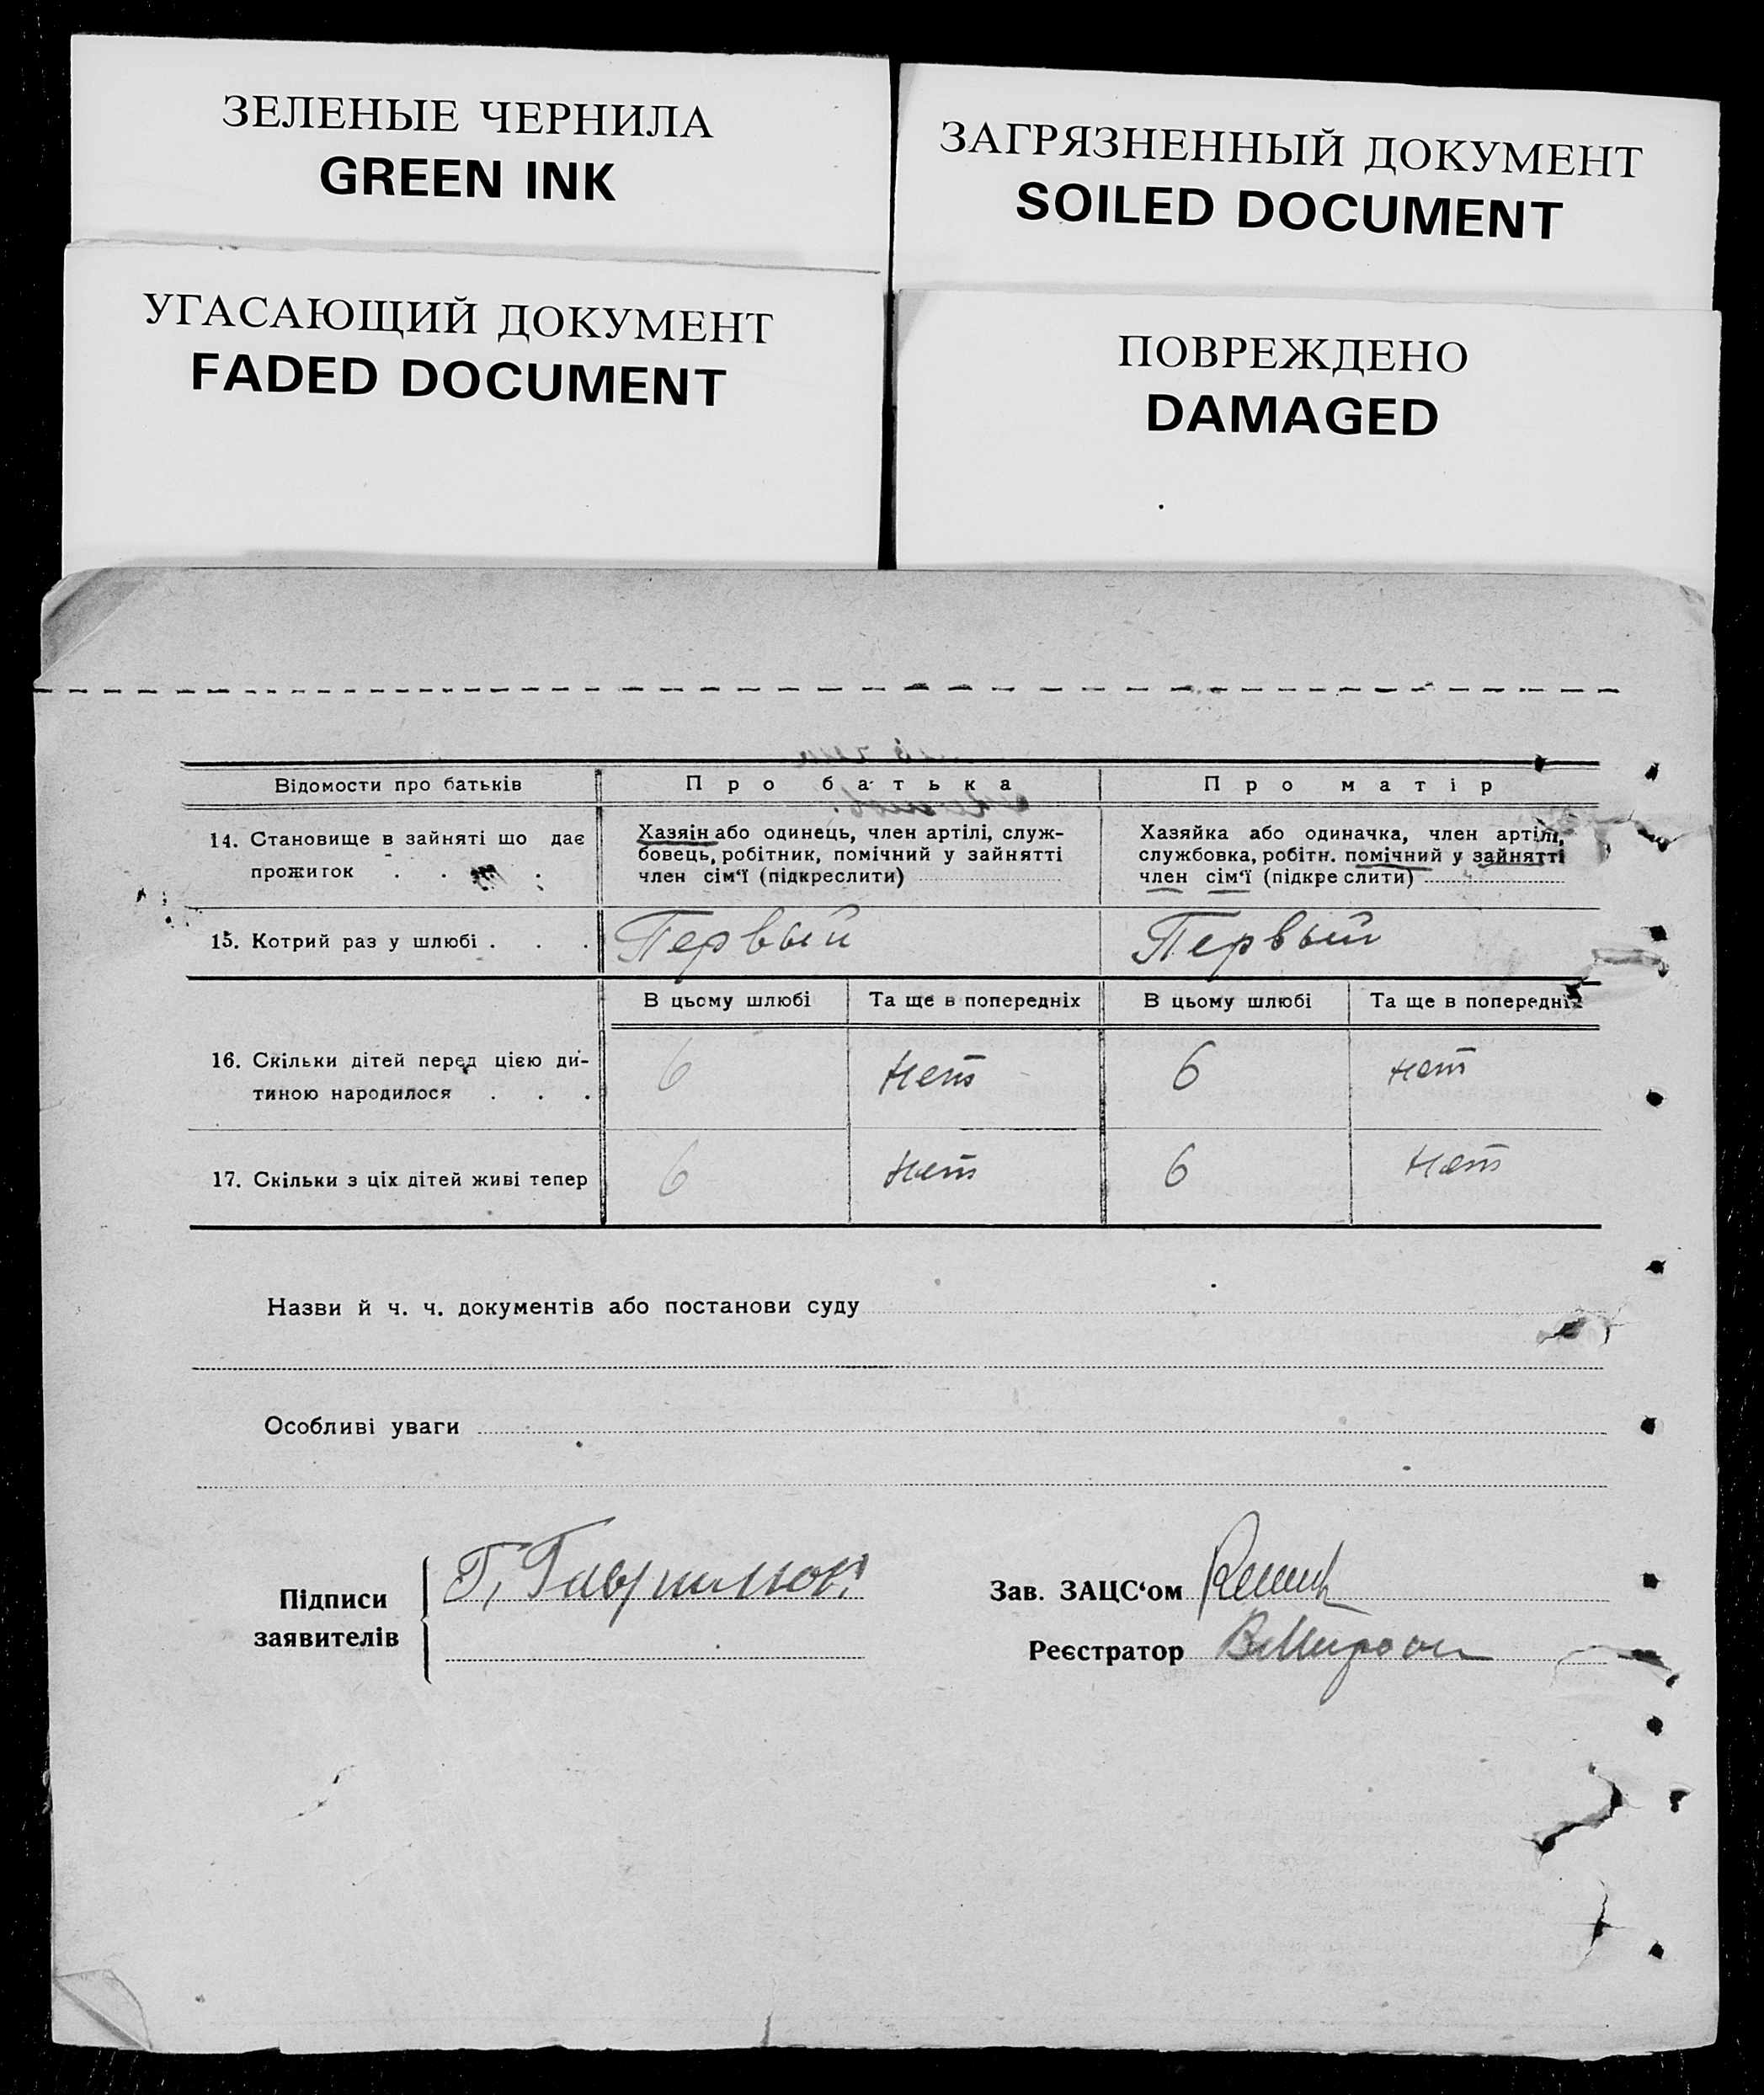 ЗЕЛЕНЫЕ ЧЕРНИЛА
GREEN INK
ЗАГРЯЗНЕННЫЙ ДОКУМЕНТ
SOILED DOCUMENT
УГАСАЮЩИЙ ДОКУМЕНТ
FADED DOCUMENT
ПОВРЕЖДЕНО
DAMAGED
Відомости про батьків
Про батька
Про матір
14. Становище в зайняті що дає
прожиток . . .
Хазяін або одинець, член артілі, служ-
бовець, робітник, помічний у зайнятті
член сім‘ї (підкреслити)
Хазяйка або одиначка, член артілі,
службовка, робітн. помічний у зайнятті
член сім‘ї (підкреслити)
15. Котрий раз у шлюбі . . .
Первый
Первый
В цьому шлюбі
Та ще в попередніх
В цьому шлюбі
Та ще в попередніх
16. Скільки дітей перед цією ди-
тиною народилося . . .
6
нет
6
нет
17. Скільки з ціх дітей живі тепер
6
нет
6
нет
Назви й ч. ч. документів або постанови суду
Особливі уваги
Підписи
заявителів
Г.
Зав. ЗАЦС‘ом
Реєстратор